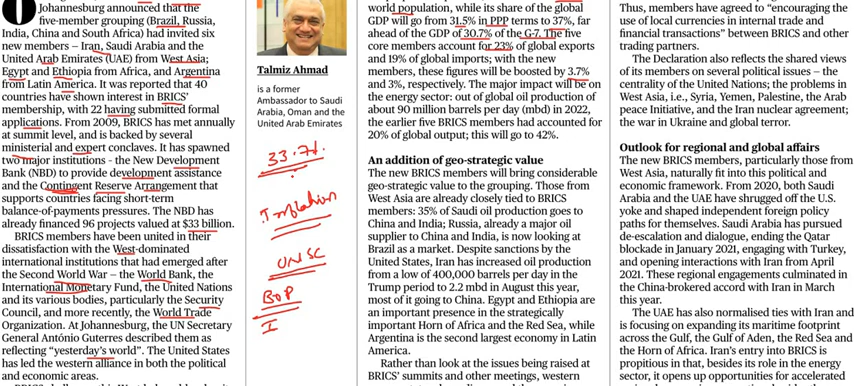 Johannesburg announced that the
O
five-member grouping (Brazil, Russia,
India, China and South Africa) had invited six
new members – Iran, Saudi Arabia and the
United Arab Emirates (UAE) from West Asia;
Egypt and Ethiopia from Africa, and Argentina
from Latin America. It was reported that 40
countries have shown interest in BRICS'
membership, with 22 having submitted formal
applications. From 2009, BRICS has met annually
at summit level, and is backed by several
ministerial and expert conclaves. It has spawned
two major institutions - the New Development
Bank (NBD) to provide development assistance
and the Contingent Reserve Arrangement that
supports countries facing short-term
balance-of-payments pressures. The NBD has
already financed 96 projects valued at $33 billion.
BRICS members have been united in their
dissatisfaction with the West-dominated
international institutions that had emerged after
the Second World War – the World Bank, the
International Monetary Fund, the United Nations
and its various bodies, particularly the Security
Council, and more recently, the World Trade
Organization. At Johannesburg, the UN Secretary
General António Guterres described them as
reflecting "yesterday's world". The United States
has led the western alliance in both the political
and economic areas.
Talmiz Ahmad
is a former
Ambassador to Saudi
Arabia, Oman and the
United Arab Emirates
33.7%.
Inflation
UNSC
BoP
I
world population, while its share of the global
GDP will go from 31.5% in PPP terms to 37%, far
ahead of the GDP of 30.7% of the G-7. The five
core members account for 23% of global exports
and 19% of global imports; with the new
members, these figures will be boosted by 3.7%
and 3%, respectively. The major impact will be on
the energy sector: out of global oil production of
about 90 million barrels per day (mbd) in 2022,
the earlier five BRICS members had accounted for
20% of global output; this will go to 42%.
An addition of geo-strategic value
The new BRICS members will bring considerable
geo-strategic value to the grouping. Those from
West Asia are already closely tied to BRICS
members: 35% of Saudi oil production goes to
China and India; Russia, already a major oil
supplier to China and India, is now looking at
Brazil as a market. Despite sanctions by the
United States, Iran has increased oil production
from a low of 400,000 barrels per day in the
Trump period to 2.2 mbd in August this year,
most of it going to China. Egypt and Ethiopia are
an important presence in the strategically
important Horn of Africa and the Red Sea, while
Argentina is the second largest economy in Latin
America.
Rather than look at the issues being raised at
BRICS' summits and other meetings, western
Thus, members have agreed to "encouraging the
use of local currencies in internal trade and
financial transactions" between BRICS and other
trading partners.
The Declaration also reflects the shared views
of its members on several political issues – the
centrality of the United Nations; the problems in
West Asia, i.e., Syria, Yemen, Palestine, the Arab
peace Initiative, and the Iran nuclear agreement;
the war in Ukraine and global terror.
Outlook for regional and global affairs
The new BRICS members, particularly those from
West Asia, naturally fit into this political and
economic framework. From 2020, both Saudi
Arabia and the UAE have shrugged off the U.S.
yoke and shaped independent foreign policy
paths for themselves. Saudi Arabia has pursued
de-escalation and dialogue, ending the Qatar
blockade in January 2021, engaging with Turkey,
and opening interactions with Iran from April
2021. These regional engagements culminated in
the China-brokered accord with Iran in March
this year.
The UAE has also normalised ties with Iran and
is focusing on expanding its maritime footprint
across the Gulf, the Gulf of Aden, the Red Sea and
the Horn of Africa. Iran's entry into BRICS is
propitious in that, besides its role in the energy
sector, it opens up opportunities for accelerated